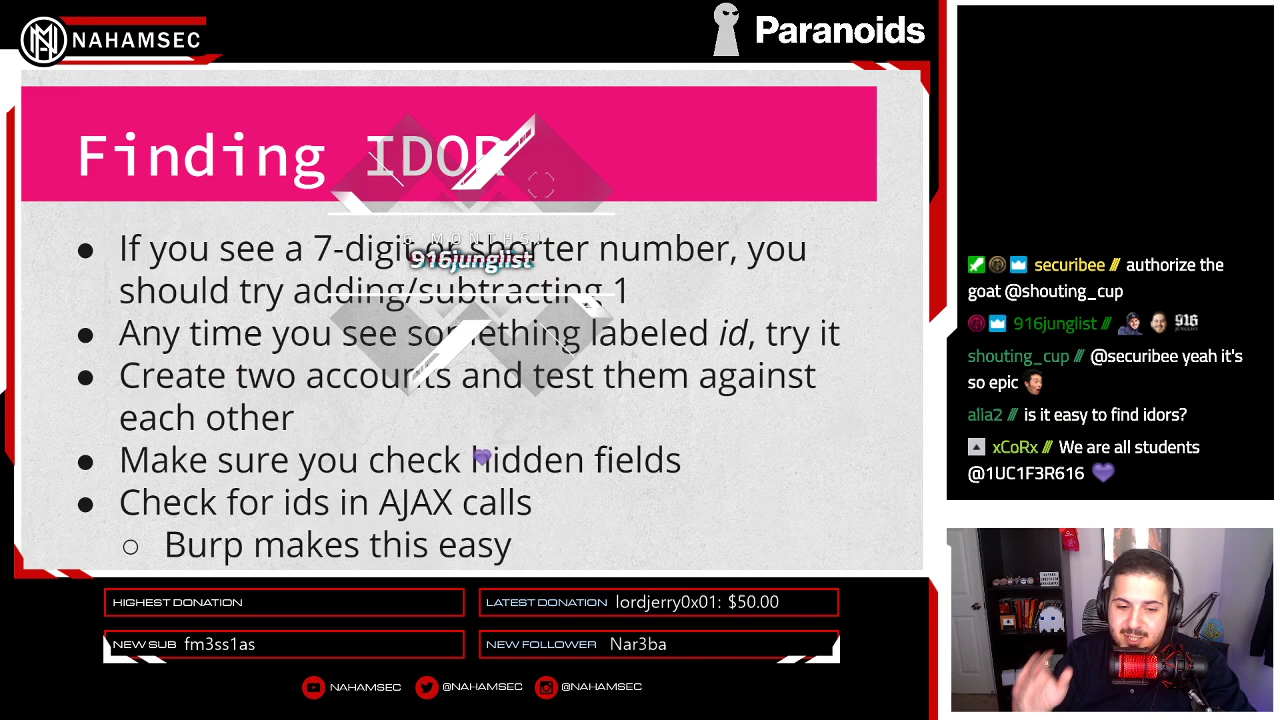 NAHAMSEC
Paranoids
Finding IDOR
6 MONTHS!
916junglist
● If you see a 7-digit or shorter number, you
should try adding/subtracting 1
● Any time you see something labeled id, try it
● Create two accounts and test them against
each other
● Make sure you check hidden fields
● Check for ids in AJAX calls
○ Burp makes this easy
securibee /// authorize the
goat @shouting_cup
916junglist /// 916
JUNGLIST
shouting_cup /// @securibee yeah it's
so epic
alia2 /// is it easy to find idors?
xCoRx /// We are all students
@1UC1F3R616
HIGHEST DONATION
LATEST DONATION lordjerry0x01: $50.00
NEW SUB fm3ss1as
NEW FOLLOWER Nar3ba
NAHAMSEC
@NAHAMSEC
@NAHAMSEC